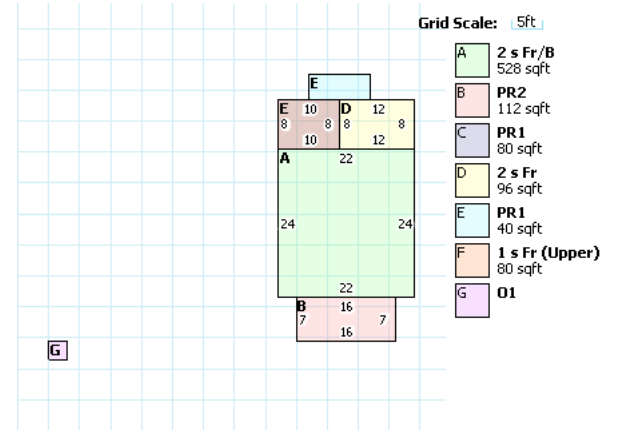 Grid Scale: 5ft
A 2 s Fr/B
528 sqft
B PR2
112 sqft
C PR1
80 sqft
D 2 s Fr
96 sqft
E PR1
40 sqft
F 1 s Fr (Upper)
80 sqft
G O1
E
E 10 D 12
8 8 8 8
10 12
A 22
24 24
22
B 16
7 7
16
G